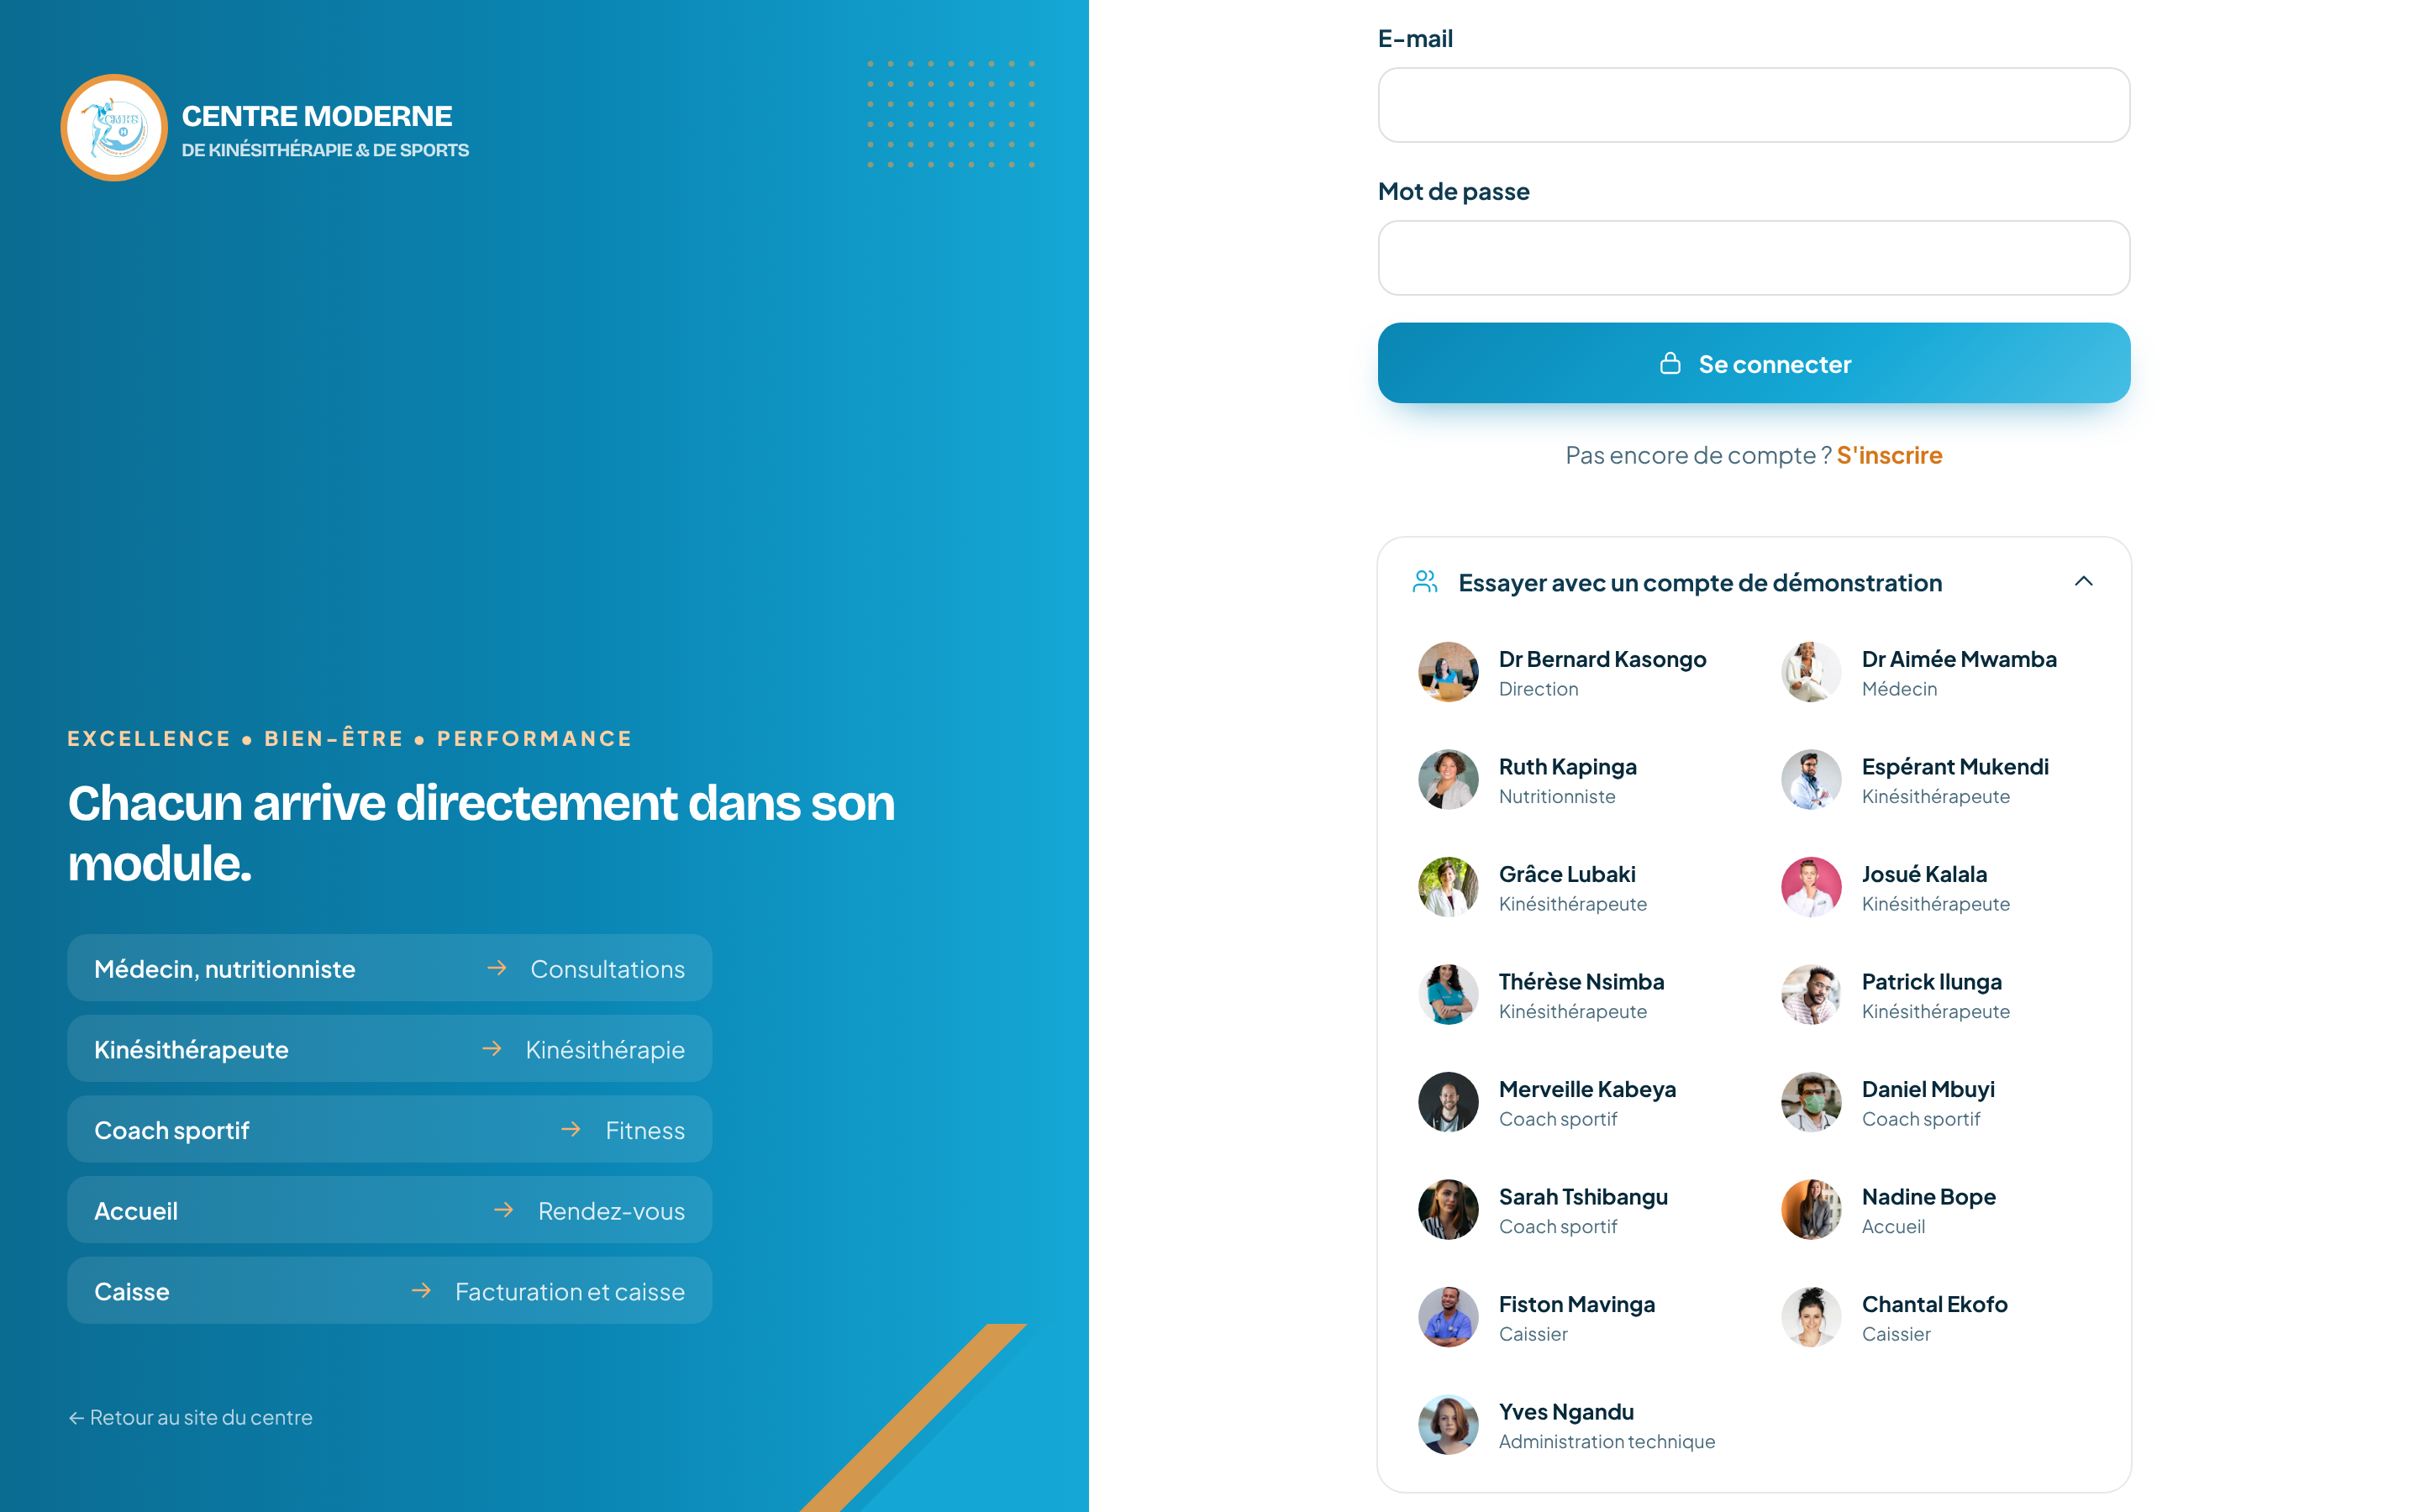 CENTRE MODERNE
DE KINÉSITHÉRAPIE & DE SPORTS
EXCELLENCE ● BIEN-ÊTRE ● PERFORMANCE
Chacun arrive directement dans son
module.
Médecin, nutritionniste → Consultations
Kinésithérapeute → Kinésithérapie
Coach sportif → Fitness
Accueil → Rendez-vous
Caisse → Facturation et caisse
← Retour au site du centre
E-mail
Mot de passe
Se connecter
Pas encore de compte ? S'inscrire
Essayer avec un compte de démonstration
Dr Bernard Kasongo
Direction
Dr Aimée Mwamba
Médecin
Ruth Kapinga
Nutritionniste
Espérant Mukendi
Kinésithérapeute
Grâce Lubaki
Kinésithérapeute
Josué Kalala
Kinésithérapeute
Thérèse Nsimba
Kinésithérapeute
Patrick Ilunga
Kinésithérapeute
Merveille Kabeya
Coach sportif
Daniel Mbuyi
Coach sportif
Sarah Tshibangu
Coach sportif
Nadine Bope
Accueil
Fiston Mavinga
Caissier
Chantal Ekofo
Caissier
Yves Ngandu
Administration technique